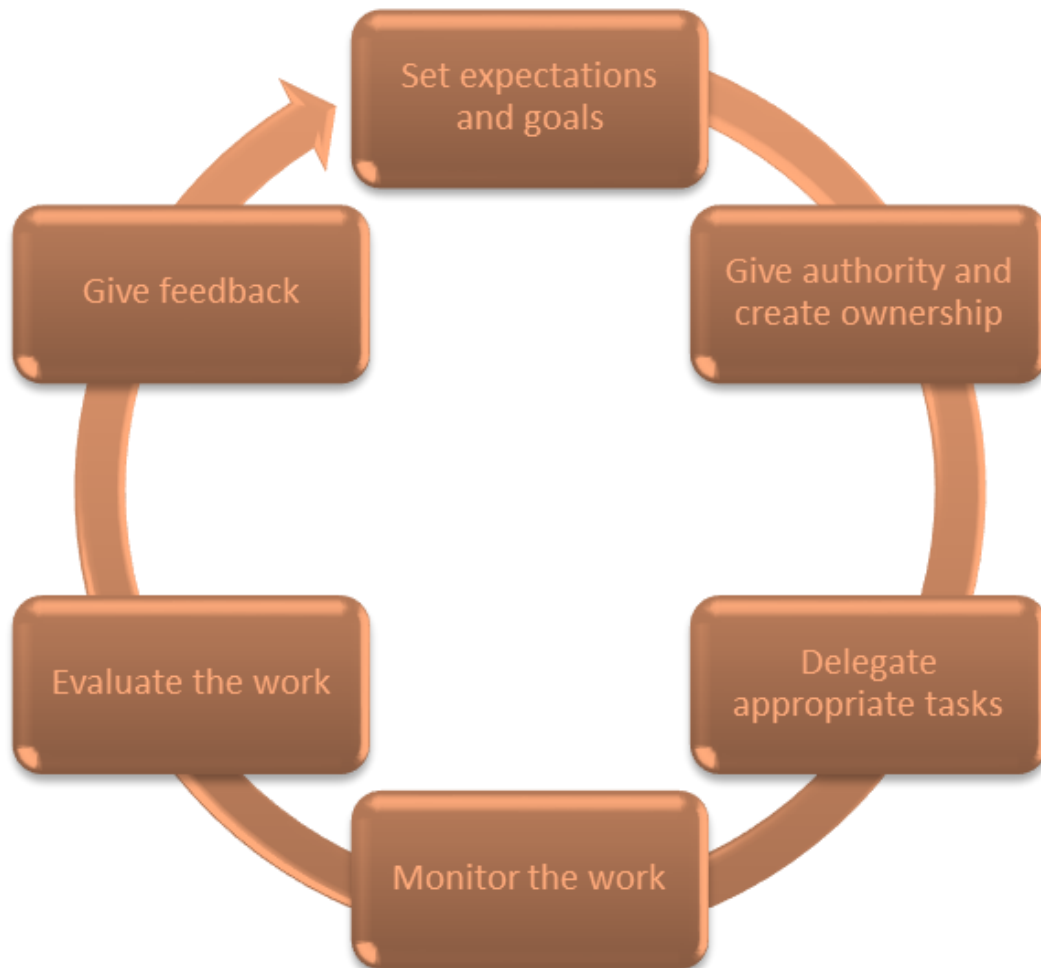 Set expectations
and goals
Give authority and
create ownership
Delegate
appropriate tasks
Monitor the work
Evaluate the work
Give feedback